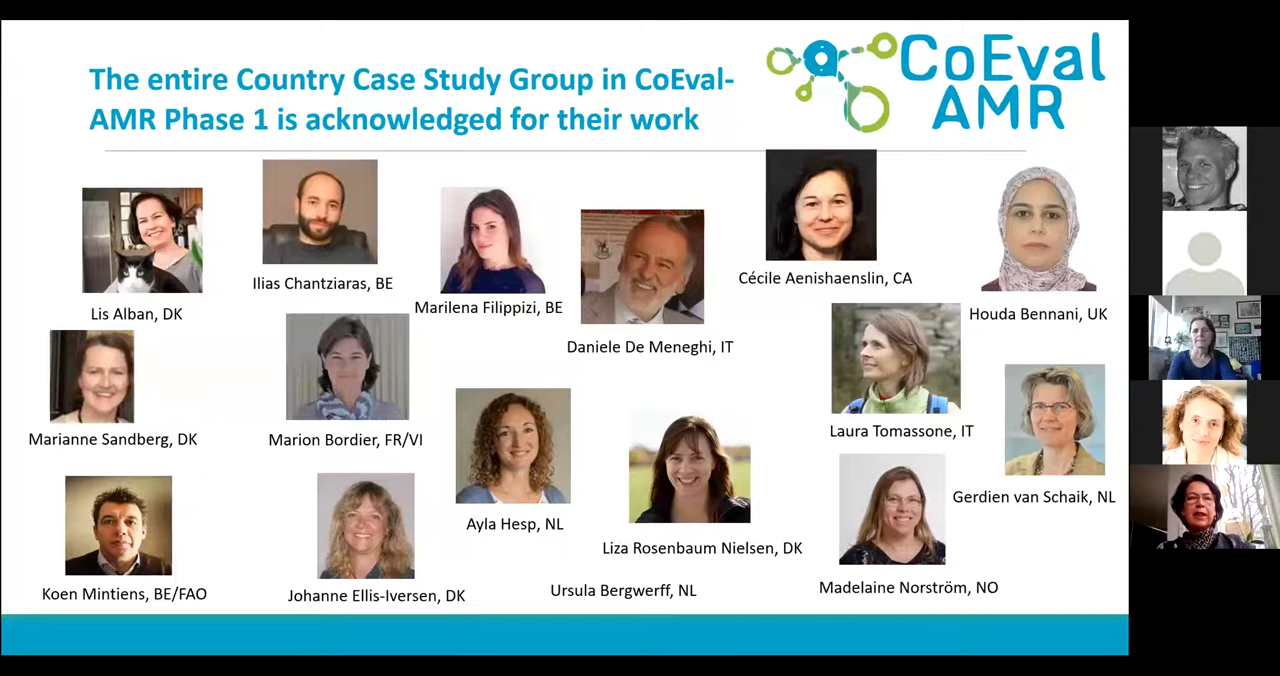 The entire Country Case Study Group in CoEval-
AMR Phase 1 is acknowledged for their work
CoEval
AMR
Lis Alban, DK
Ilias Chantziaras, BE
Marilena Filippizi, BE
Daniele De Meneghi, IT
Cécile Aenishaenslin, CA
Houda Bennani, UK
Marianne Sandberg, DK
Marion Bordier, FR/VI
Ayla Hesp, NL
Liza Rosenbaum Nielsen, DK
Laura Tomassone, IT
Gerdien van Schaik, NL
Koen Mintiens, BE/FAO
Johanne Ellis-Iversen, DK
Ursula Bergwerff, NL
Madelaine Norström, NO